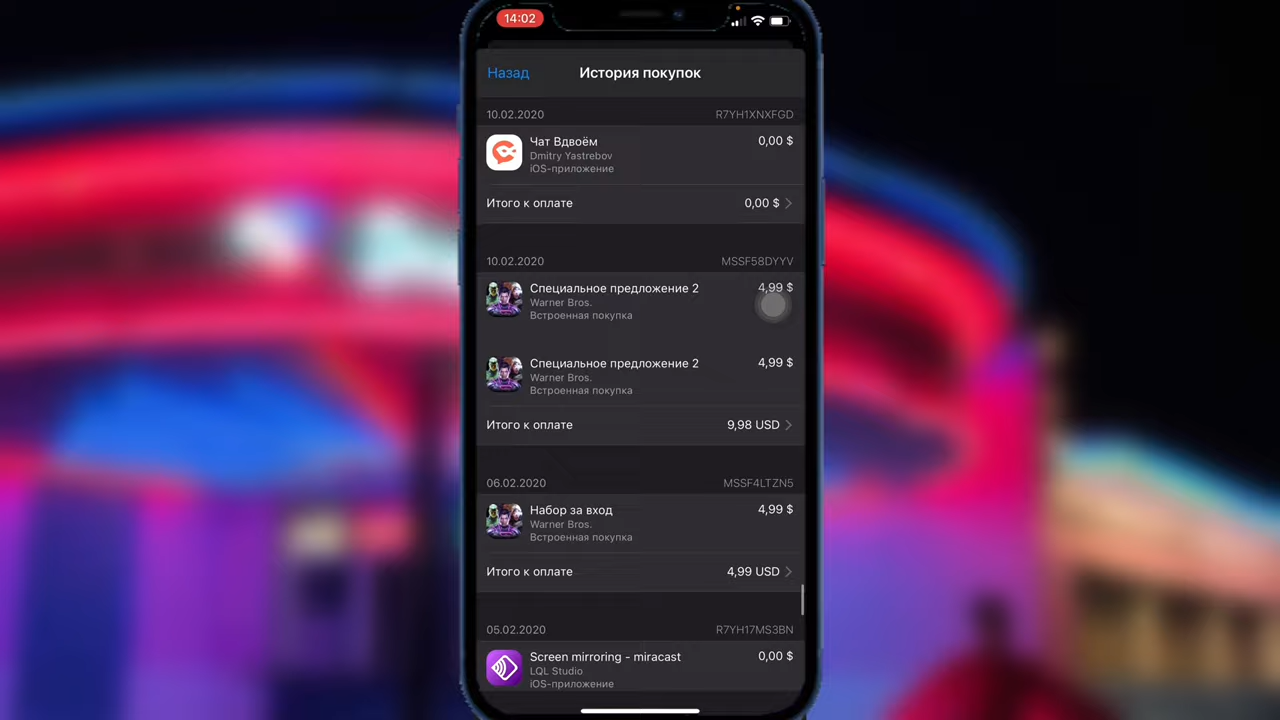 14:02
Назад
История покупок
10.02.2020 R7YH1XNXFGD
Чат Вдвоём 0,00 $
Dmitry Yastrebov
iOS-приложение
Итого к оплате 0,00 $
10.02.2020 MSSF58DYYV
Специальное предложение 2 4,99 $
Warner Bros.
Встроенная покупка
Специальное предложение 2 4,99 $
Warner Bros.
Встроенная покупка
Итого к оплате 9,98 USD
06.02.2020 MSSF4LTZN5
Набор за вход 4,99 $
Warner Bros.
Встроенная покупка
Итого к оплате 4,99 USD
05.02.2020 R7YH17MS3BN
Screen mirroring - miracast 0,00 $
LQL Studio
iOS-приложение